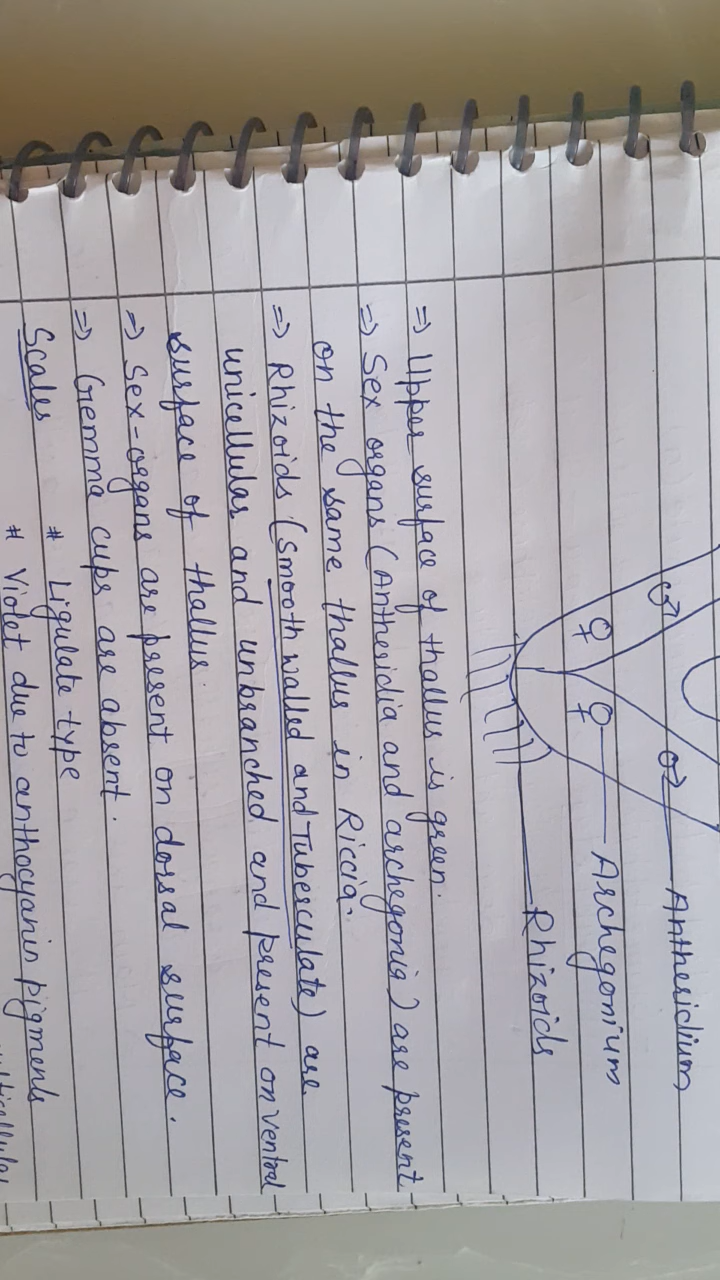 Antheridium
Archegonium
Rhizoids
⇒ Upper surface of thallus is green.
⇒ Sex organs (Antheridia and archegonia) are present
on the same thallus in Riccia.
⇒ Rhizoids (smooth walled and Tuberculate) are
unicellular and unbranched and present on ventral
surface of thallus.
⇒ Sex-organs are present on dorsal surface.
⇒ Gemma cups are absent.
Scales # Ligulate type
# Violet due to anthocyanin pigments